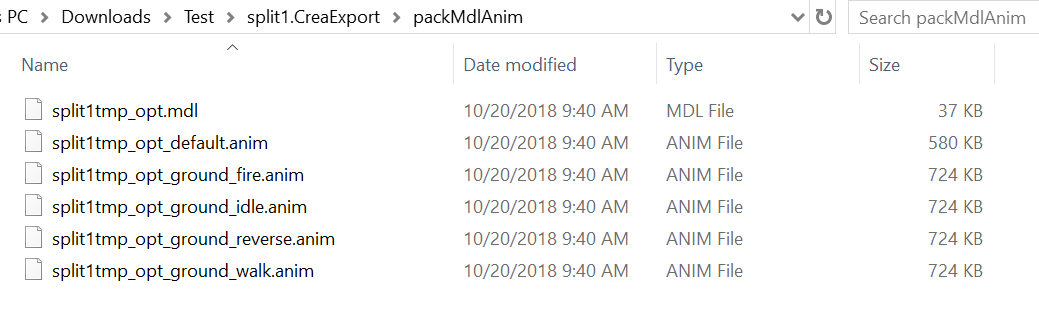 s PC > Downloads > Test > split1.CreaExport > packMdlAnim Search packMdlAnim
Name Date modified Type Size
split1tmp_opt.mdl 10/20/2018 9:40 AM MDL File 37 KB
split1tmp_opt_default.anim 10/20/2018 9:40 AM ANIM File 580 KB
split1tmp_opt_ground_fire.anim 10/20/2018 9:40 AM ANIM File 724 KB
split1tmp_opt_ground_idle.anim 10/20/2018 9:40 AM ANIM File 724 KB
split1tmp_opt_ground_reverse.anim 10/20/2018 9:40 AM ANIM File 724 KB
split1tmp_opt_ground_walk.anim 10/20/2018 9:40 AM ANIM File 724 KB